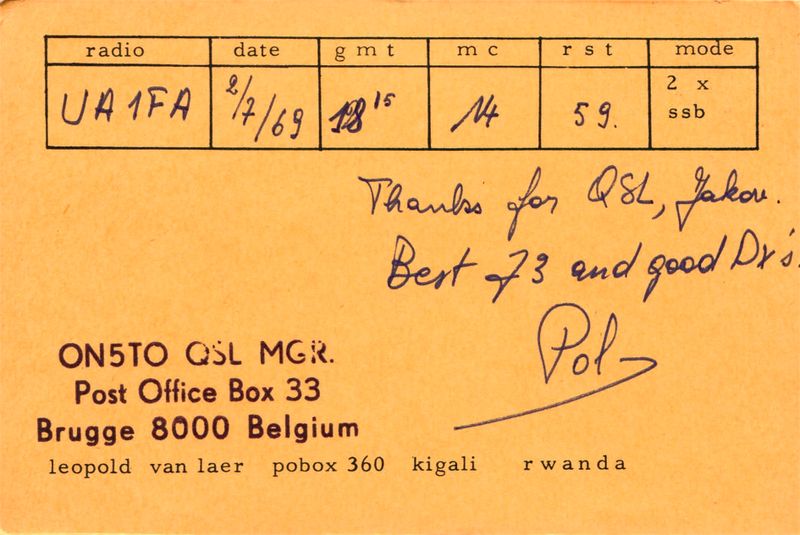 radio date gmt mc rst mode
UA1FA 2/7/69 18 15 14 59. 2 x
ssb
Thanks for QSL, Jakov.
Best 73 and good Dx's.
Pol
ON5TO QSL MGR.
Post Office Box 33
Brugge 8000 Belgium
leopold van laer pobox 360 kigali rwanda